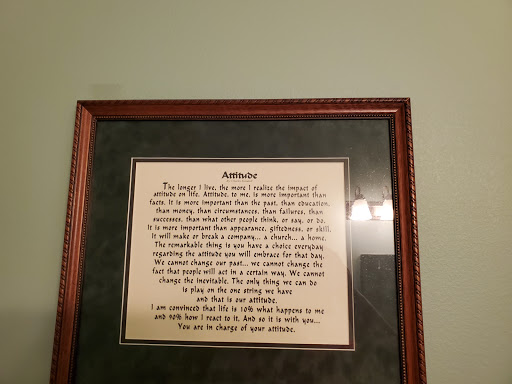 Attitude
The longer I live, the more I realize the impact of
attitude on life. Attitude, to me, is more important than
facts. It is more important than the past, than education,
than money, than circumstances, than failures, than
successes, than what other people think, or say, or do.
It is more important than appearance, giftedness, or skill.
It will make or break a company... a church... a home.
The remarkable thing is you have a choice everyday
regarding the attitude you will embrace for that day.
We cannot change our past... we cannot change the
fact that people will act in a certain way. We cannot
change the inevitable. The only thing we can do
is play on the one string we have
and that is our attitude.
I am convinced that life is 10% what happens to me
and 90% how I react to it. And so it is with you...
You are in charge of your attitude.